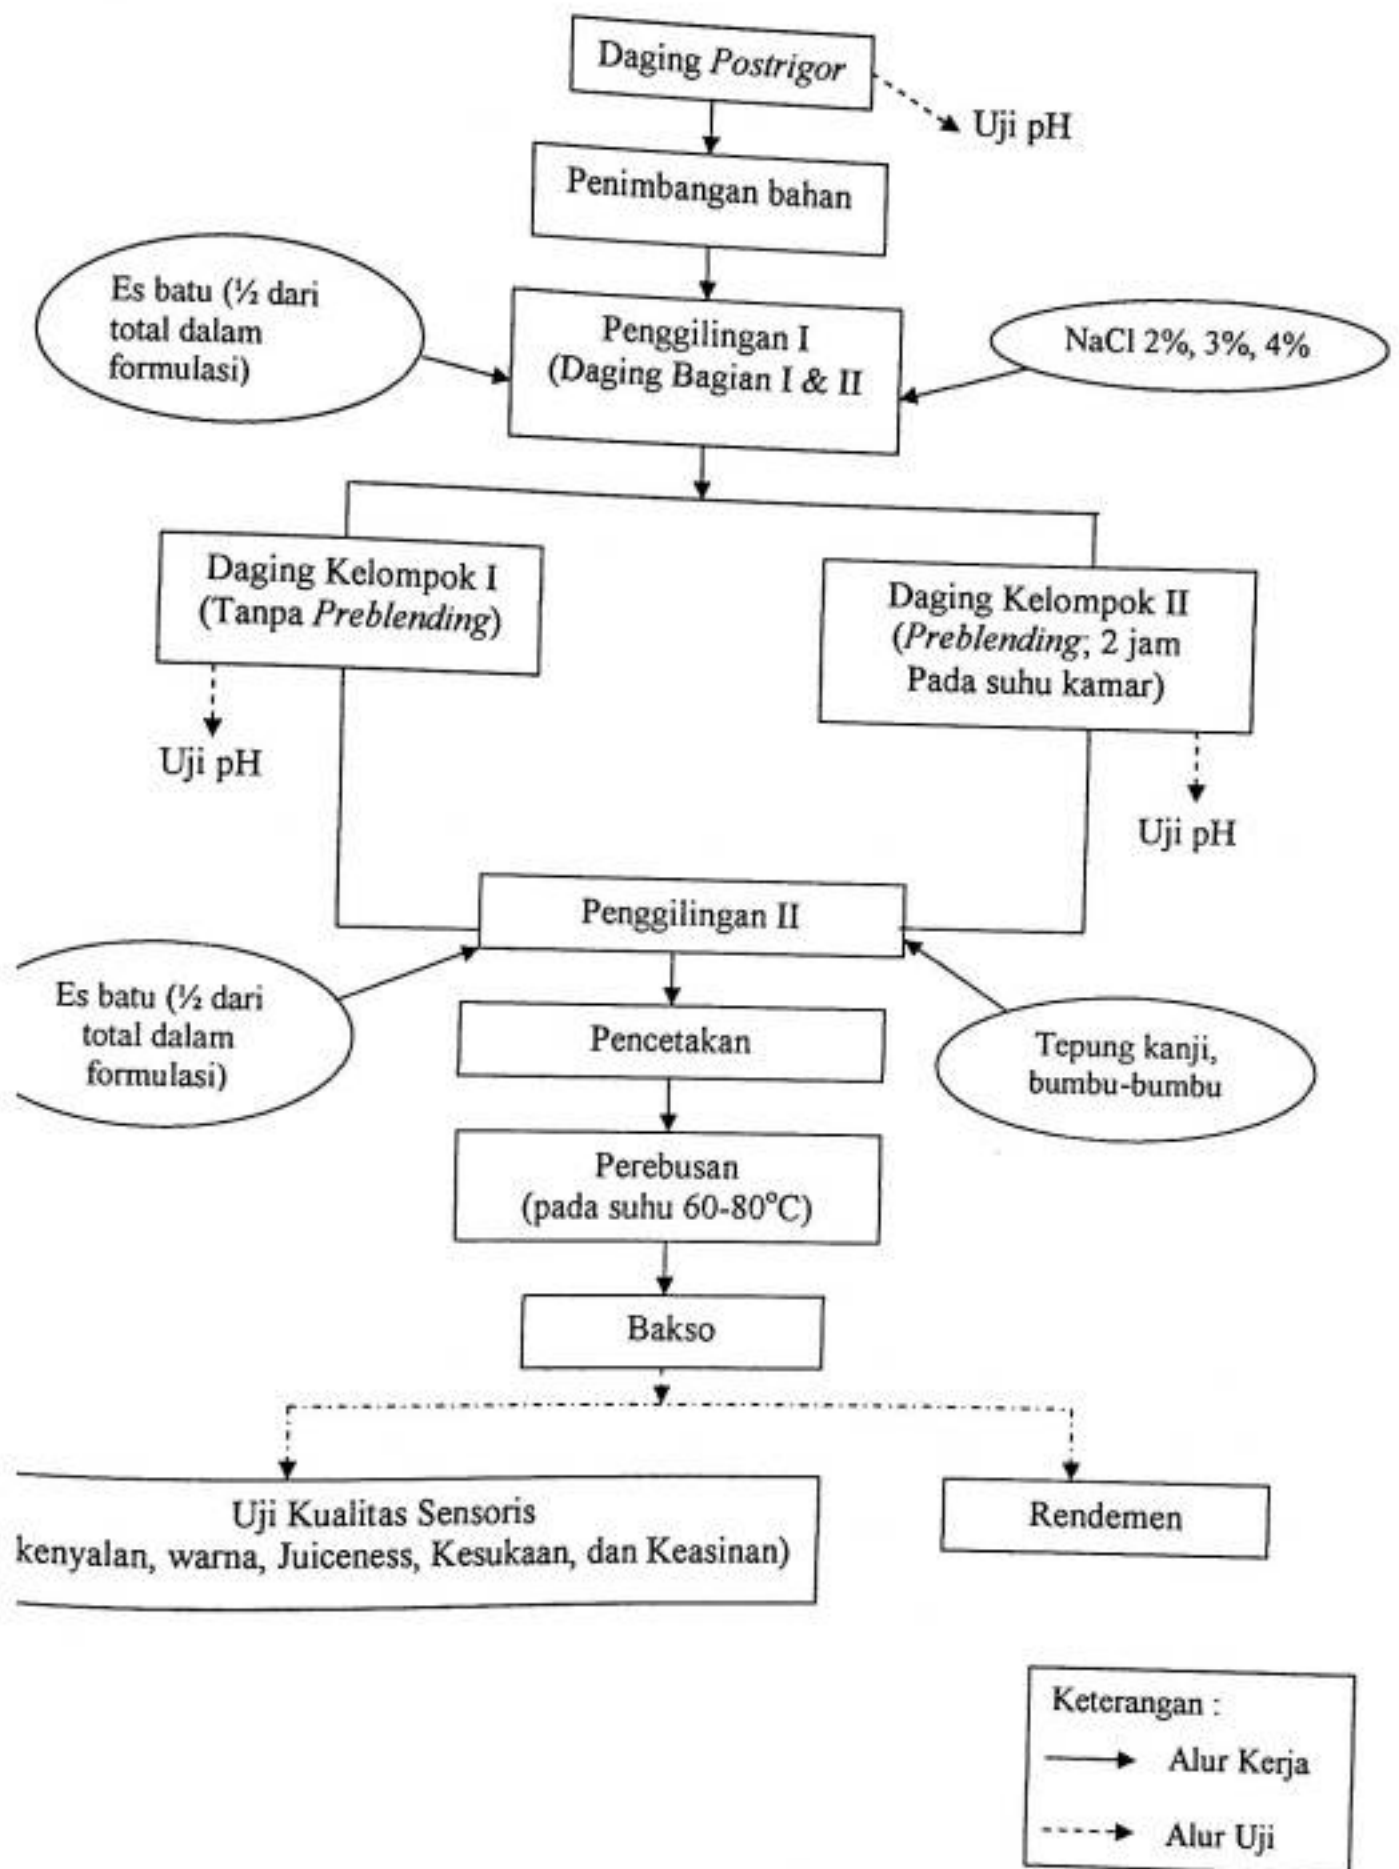 Daging Postrigor
Uji pH
Penimbangan bahan
Es batu (½ dari
total dalam
formulasi)
Penggilingan I
(Daging Bagian I & II
NaCl 2%, 3%, 4%
Daging Kelompok I
(Tanpa Preblending)
Daging Kelompok II
(Preblending; 2 jam
Pada suhu kamar)
Uji pH
Uji pH
Penggilingan II
Es batu (½ dari
total dalam
formulasi)
Pencetakan
Tepung kanji,
bumbu-bumbu
Perebusan
(pada suhu 60-80°C)
Bakso
Uji Kualitas Sensoris
kenyalan, warna, Juiceness, Kesukaan, dan Keasinan)
Rendemen
Keterangan :
Alur Kerja
Alur Uji